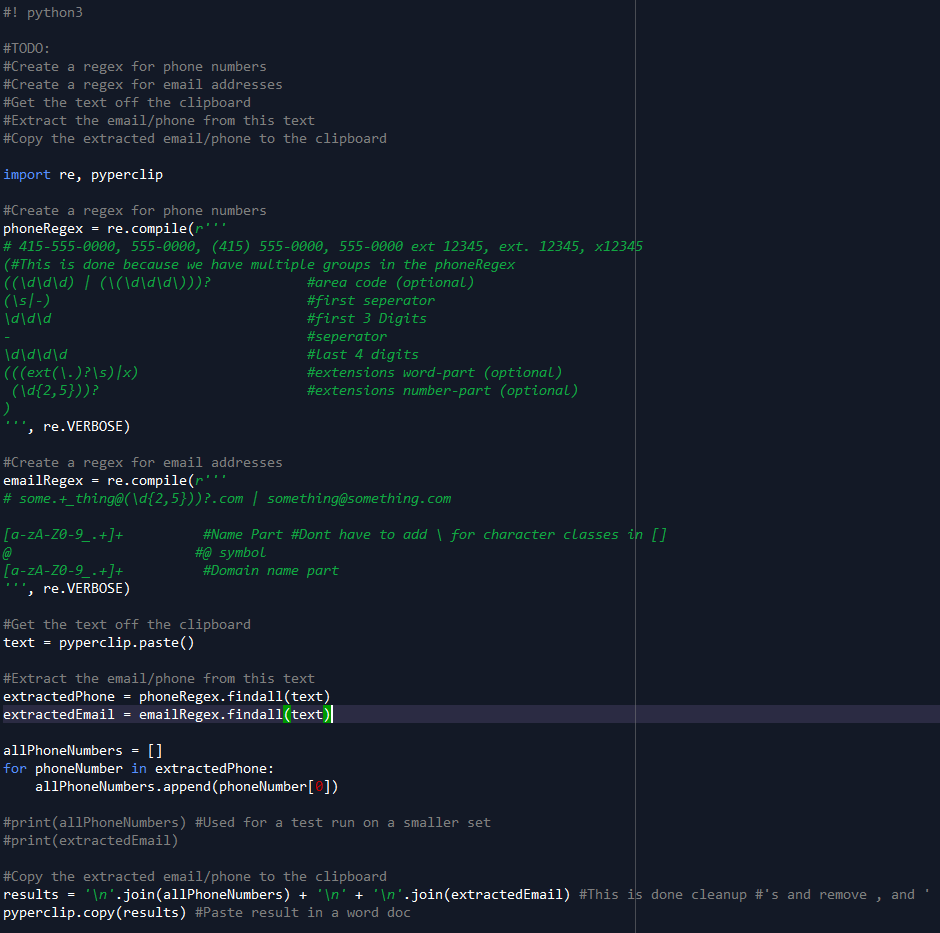 #! python3
#TODO:
#Create a regex for phone numbers
#Create a regex for email addresses
#Get the text off the clipboard
#Extract the email/phone from this text
#Copy the extracted email/phone to the clipboard
import re, pyperclip
#Create a regex for phone numbers
phoneRegex = re.compile(r'''
# 415-555-0000, 555-0000, (415) 555-0000, 555-0000 ext 12345, ext. 12345, x12345
(#This is done because we have multiple groups in the phoneRegex
((\d\d\d) | (\(\d\d\d\)))? #area code (optional)
(\s|-) #first seperator
\d\d\d #first 3 Digits
- #seperator
\d\d\d\d #last 4 digits
(((ext(\.)?\s)|x) #extensions word-part (optional)
(\d{2,5}))? #extensions number-part (optional)
)
''', re.VERBOSE)
#Create a regex for email addresses
emailRegex = re.compile(r'''
# some.+_thing@(\d{2,5}))?.com | something@something.com
[a-zA-Z0-9_.+]+ #Name Part #Dont have to add \ for character classes in []
@ #@ symbol
[a-zA-Z0-9_.+]+ #Domain name part
''', re.VERBOSE)
#Get the text off the clipboard
text = pyperclip.paste()
#Extract the email/phone from this text
extractedPhone = phoneRegex.findall(text)
extractedEmail = emailRegex.findall(text)
allPhoneNumbers = []
for phoneNumber in extractedPhone:
allPhoneNumbers.append(phoneNumber[0])
#print(allPhoneNumbers) #Used for a test run on a smaller set
#print(extractedEmail)
#Copy the extracted email/phone to the clipboard
results = '\n'.join(allPhoneNumbers) + '\n' + '\n'.join(extractedEmail) #This is done cleanup #'s and remove , and '
pyperclip.copy(results) #Paste result in a word doc